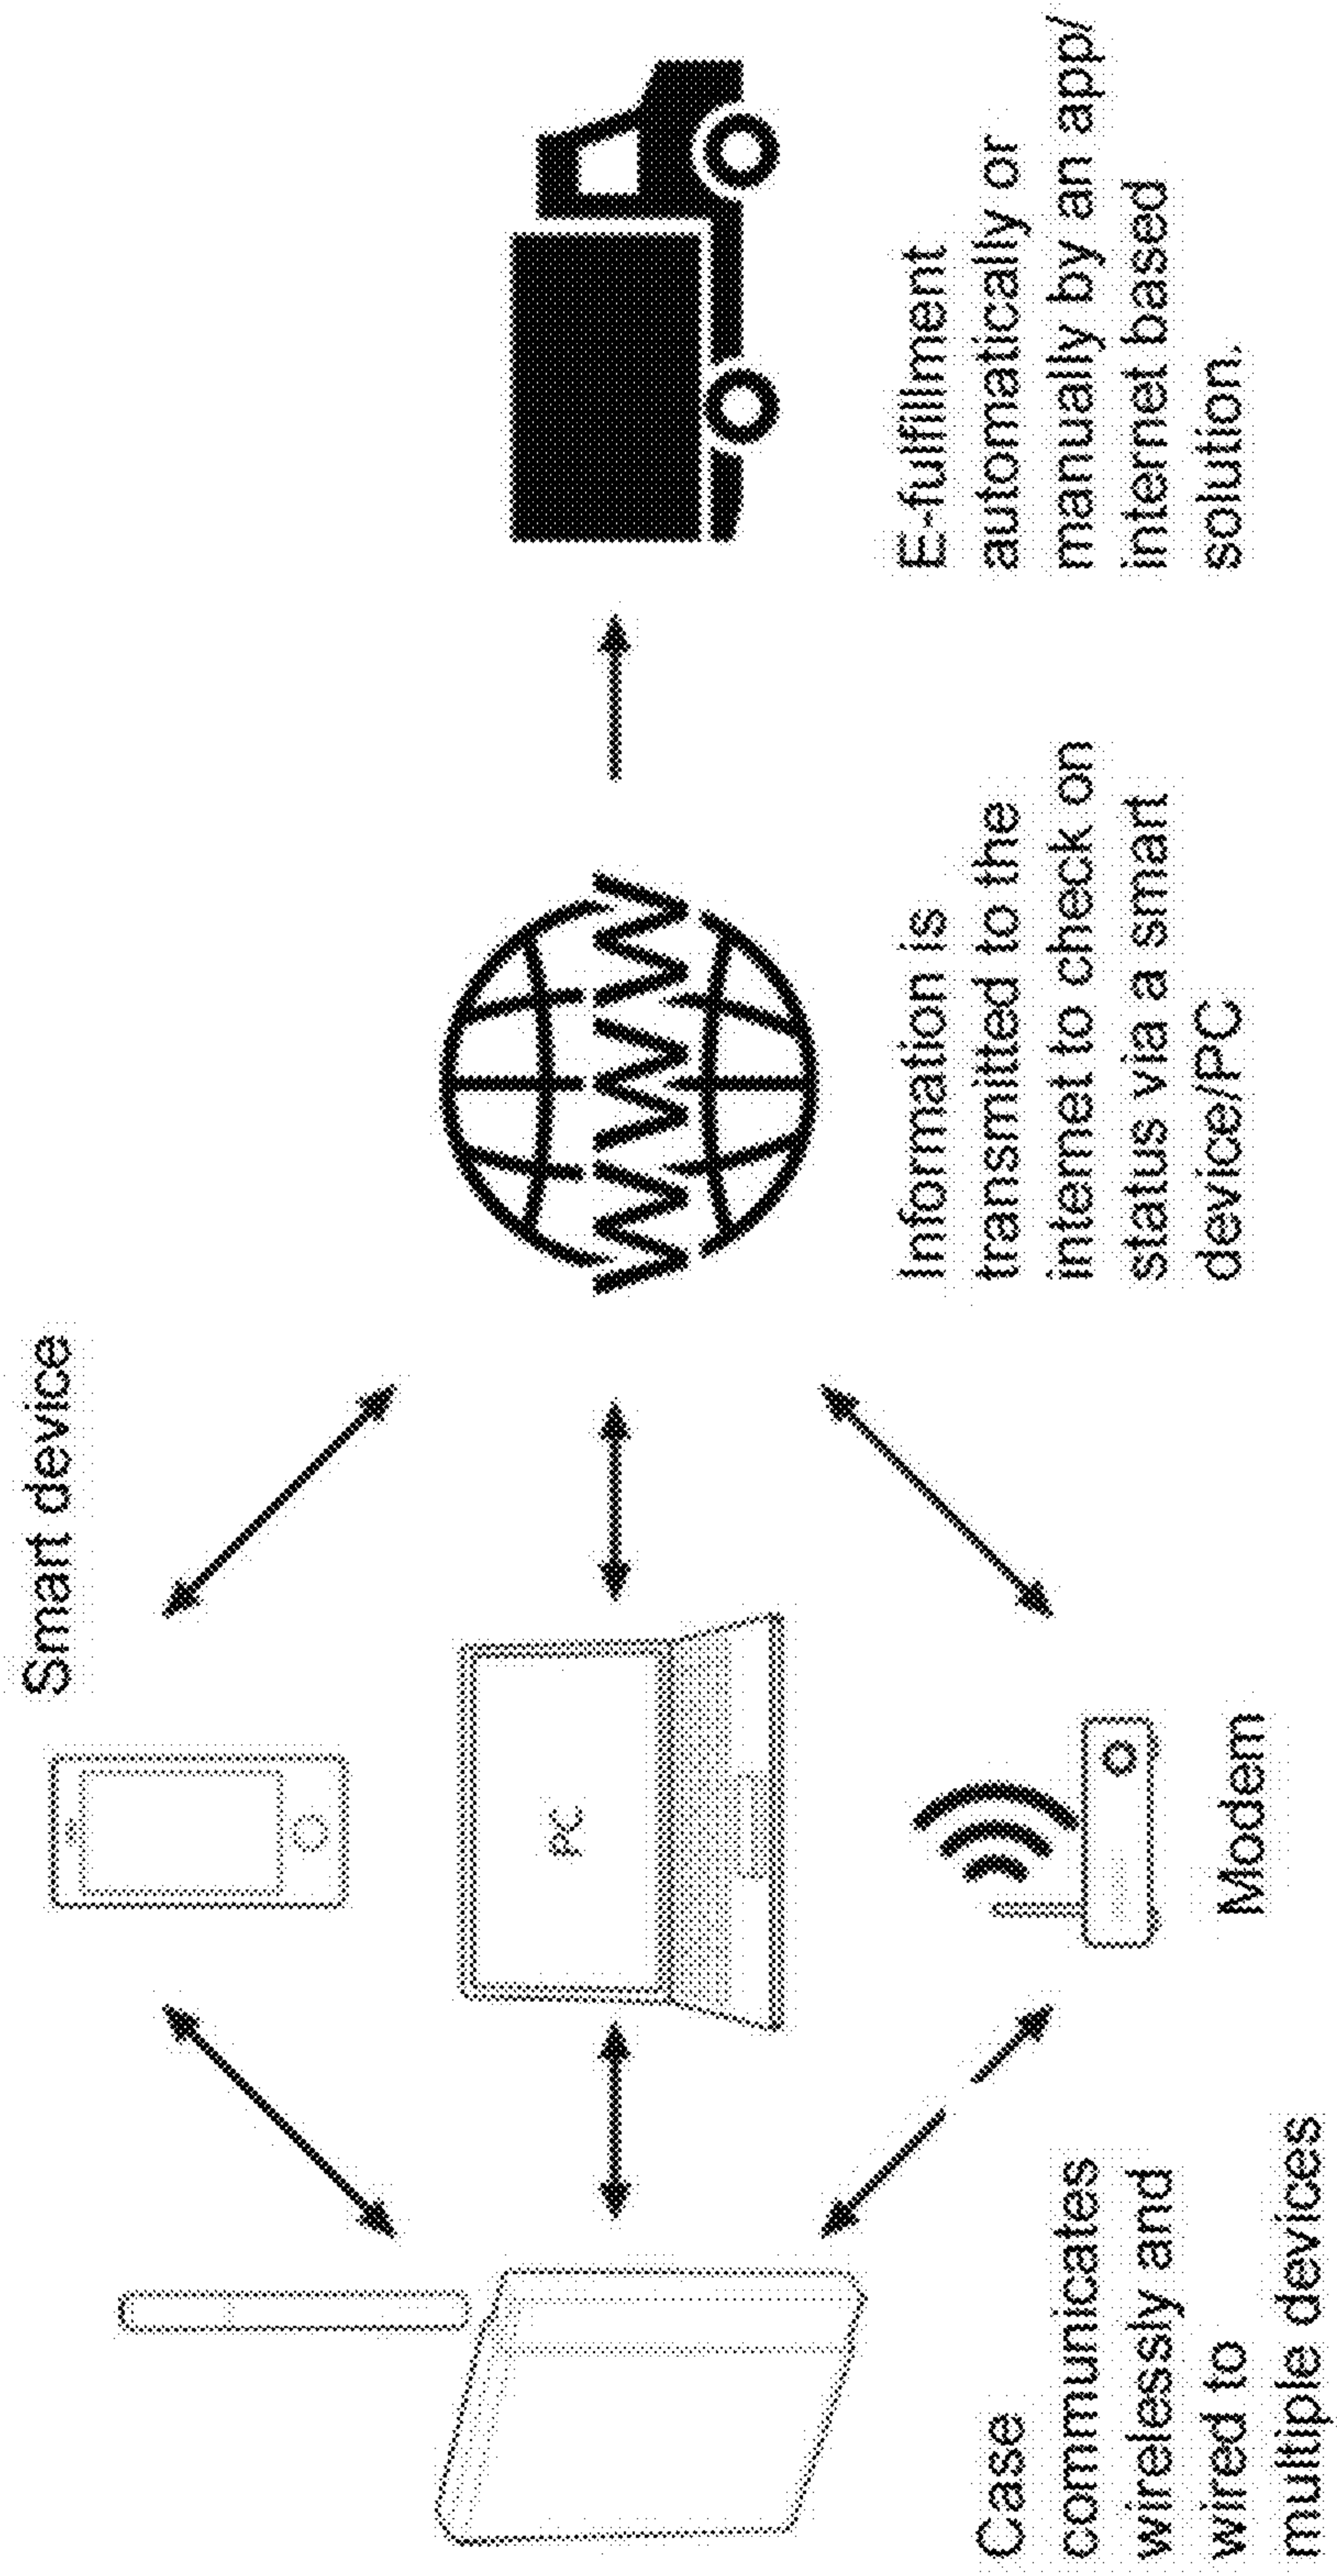 Smart device
PC
Modem
Case
communicates
wirelessly and
wired to
multiple devices
WWW
Information is
transmitted to the
internet to check on
status via a smart
device/PC
E-fulfillment
automatically or
manually by an app/
internet based
solution.